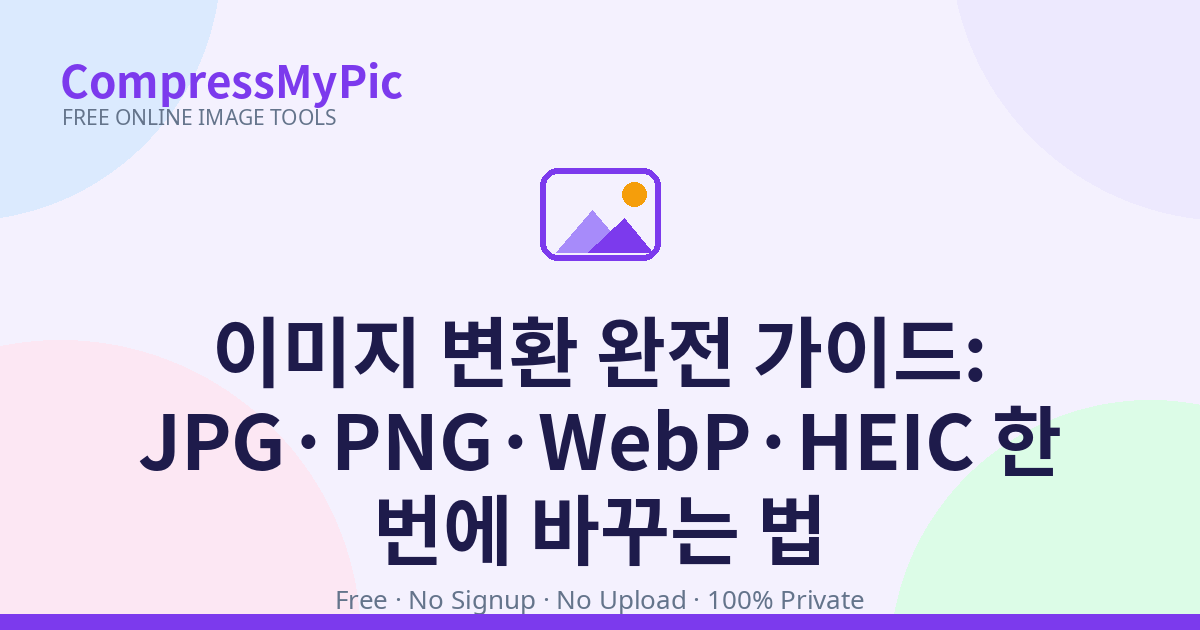 CompressMyPic
FREE ONLINE IMAGE TOOLS
이미지 변환 완전 가이드:
JPG·PNG·WebP·HEIC 한
번에 바꾸는 법
Free · No Signup · No Upload · 100% Private